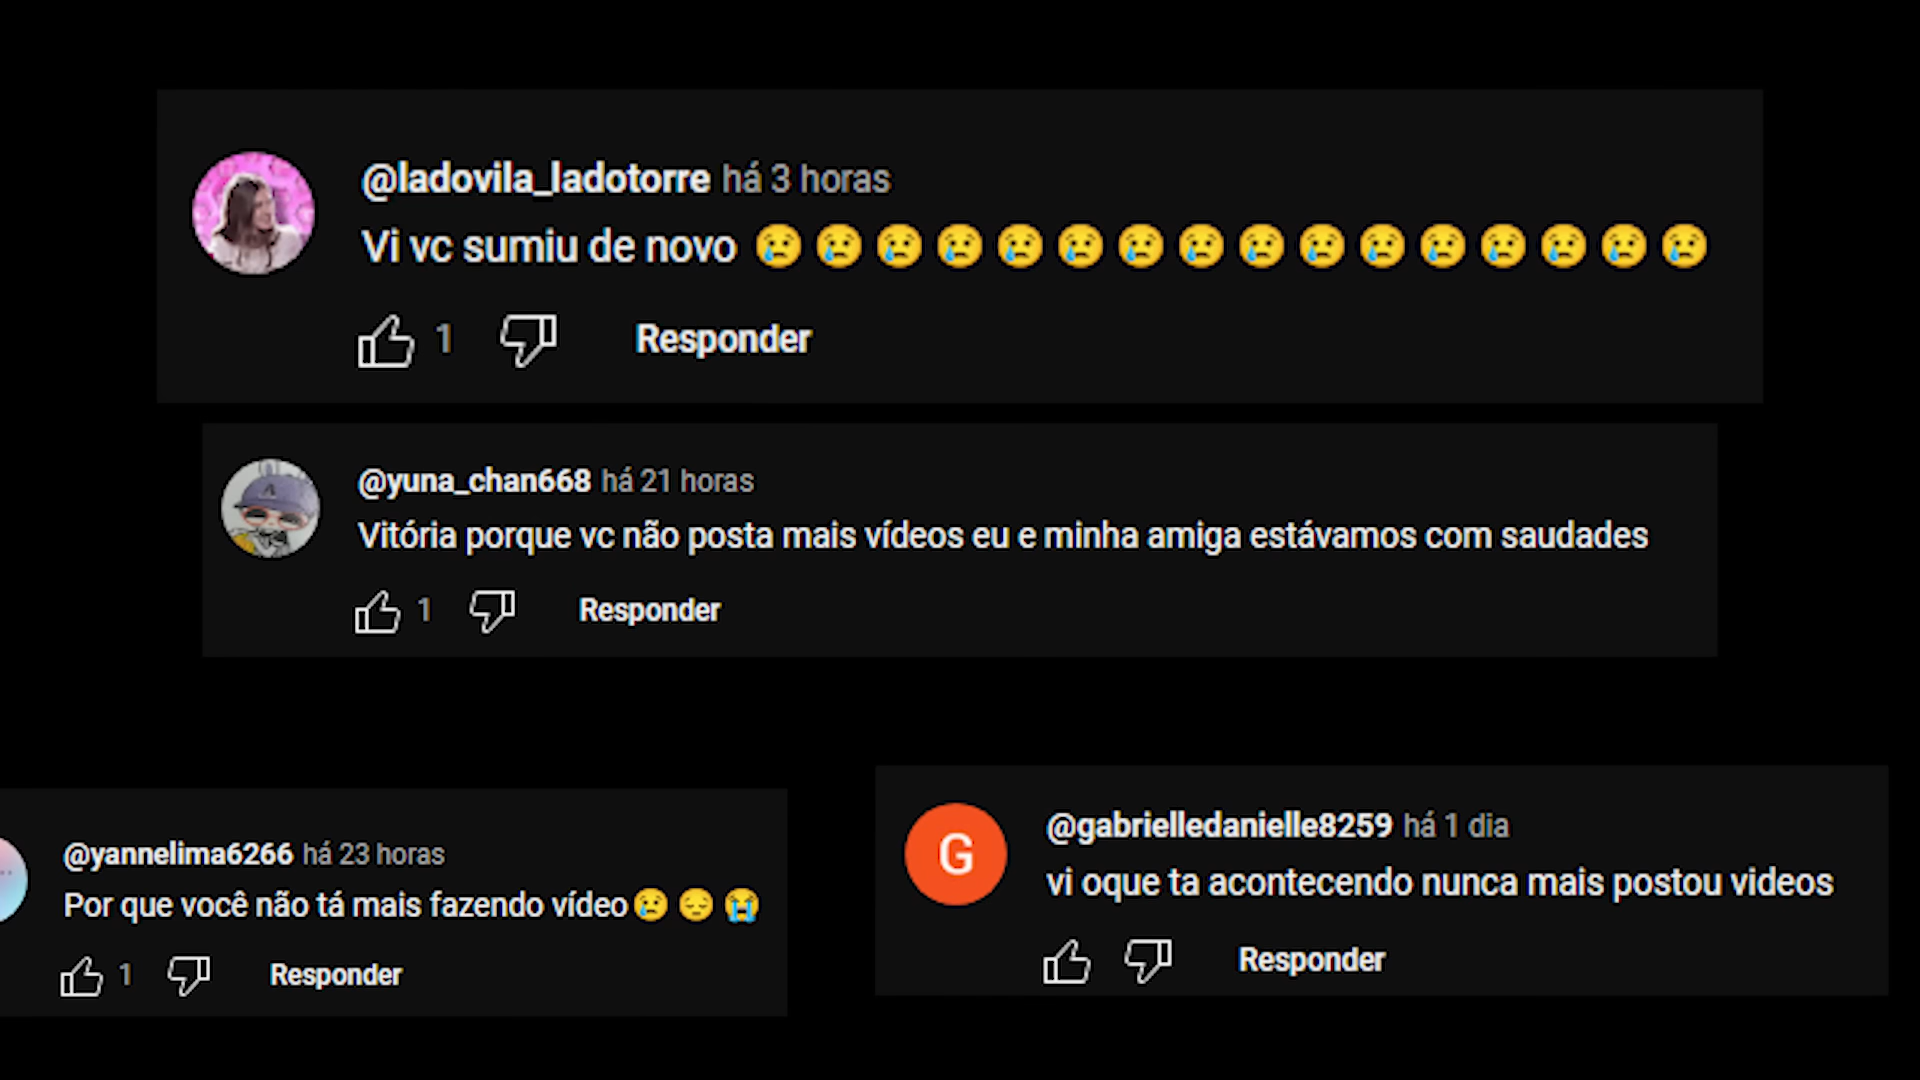 @ladovila_ladotorre há 3 horas
Vi vc sumiu de novo 😢😢😢😢😢😢😢😢😢😢😢😢😢😢😢😢
1 Responder
@yuna_chan668 há 21 horas
Vitória porque vc não posta mais vídeos eu e minha amiga estávamos com saudades
1 Responder
@yannelima6266 há 23 horas
Por que você não tá mais fazendo vídeo😢😔😭
1 Responder
G
@gabrielledanielle8259 há 1 dia
vi oque ta acontecendo nunca mais postou videos
Responder